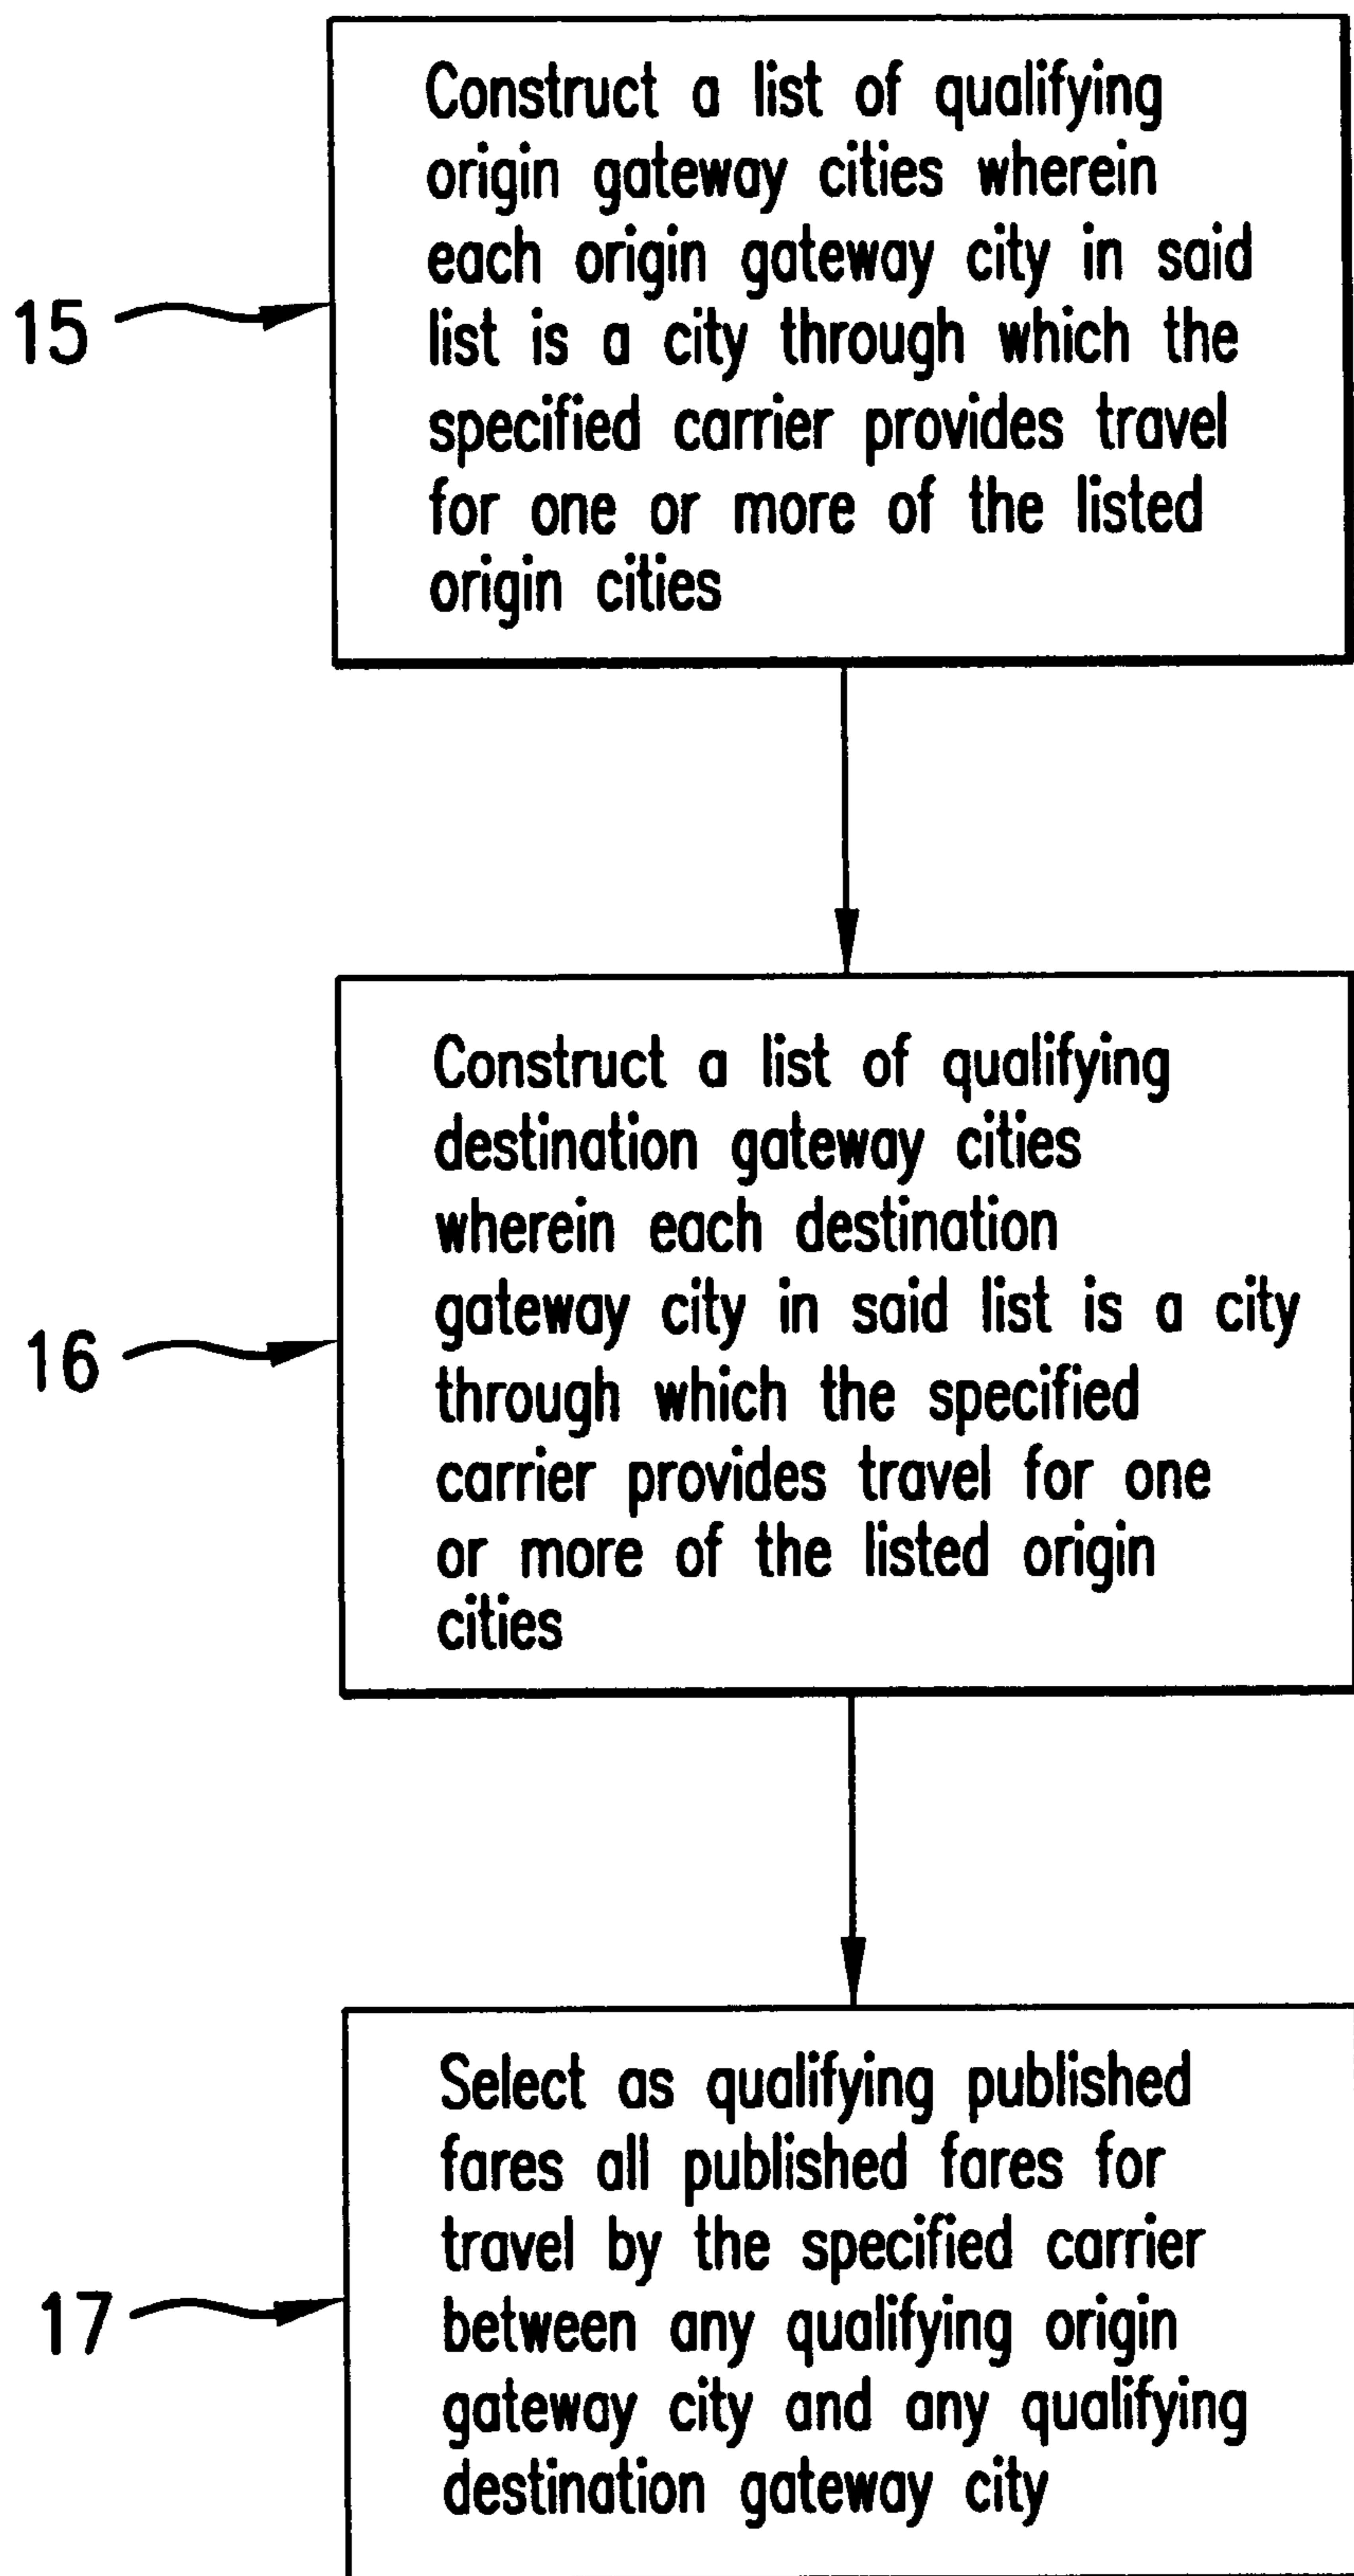 Construct a list of qualifying
origin gateway cities wherein
each origin gateway city in said
15
list is a city through which the
specified carrier provides travel
for one or more of the listed
origin cities
Construct a list of qualifying
destination gateway cities
wherein each destination
gateway city in said list is a city
16
through which the specified
carrier provides travel for one
or more of the listed origin
cities
Select as qualifying published
fares all published fares for
travel by the specified carrier
17
between any qualifying origin
gateway city and any qualifying
destination gateway city